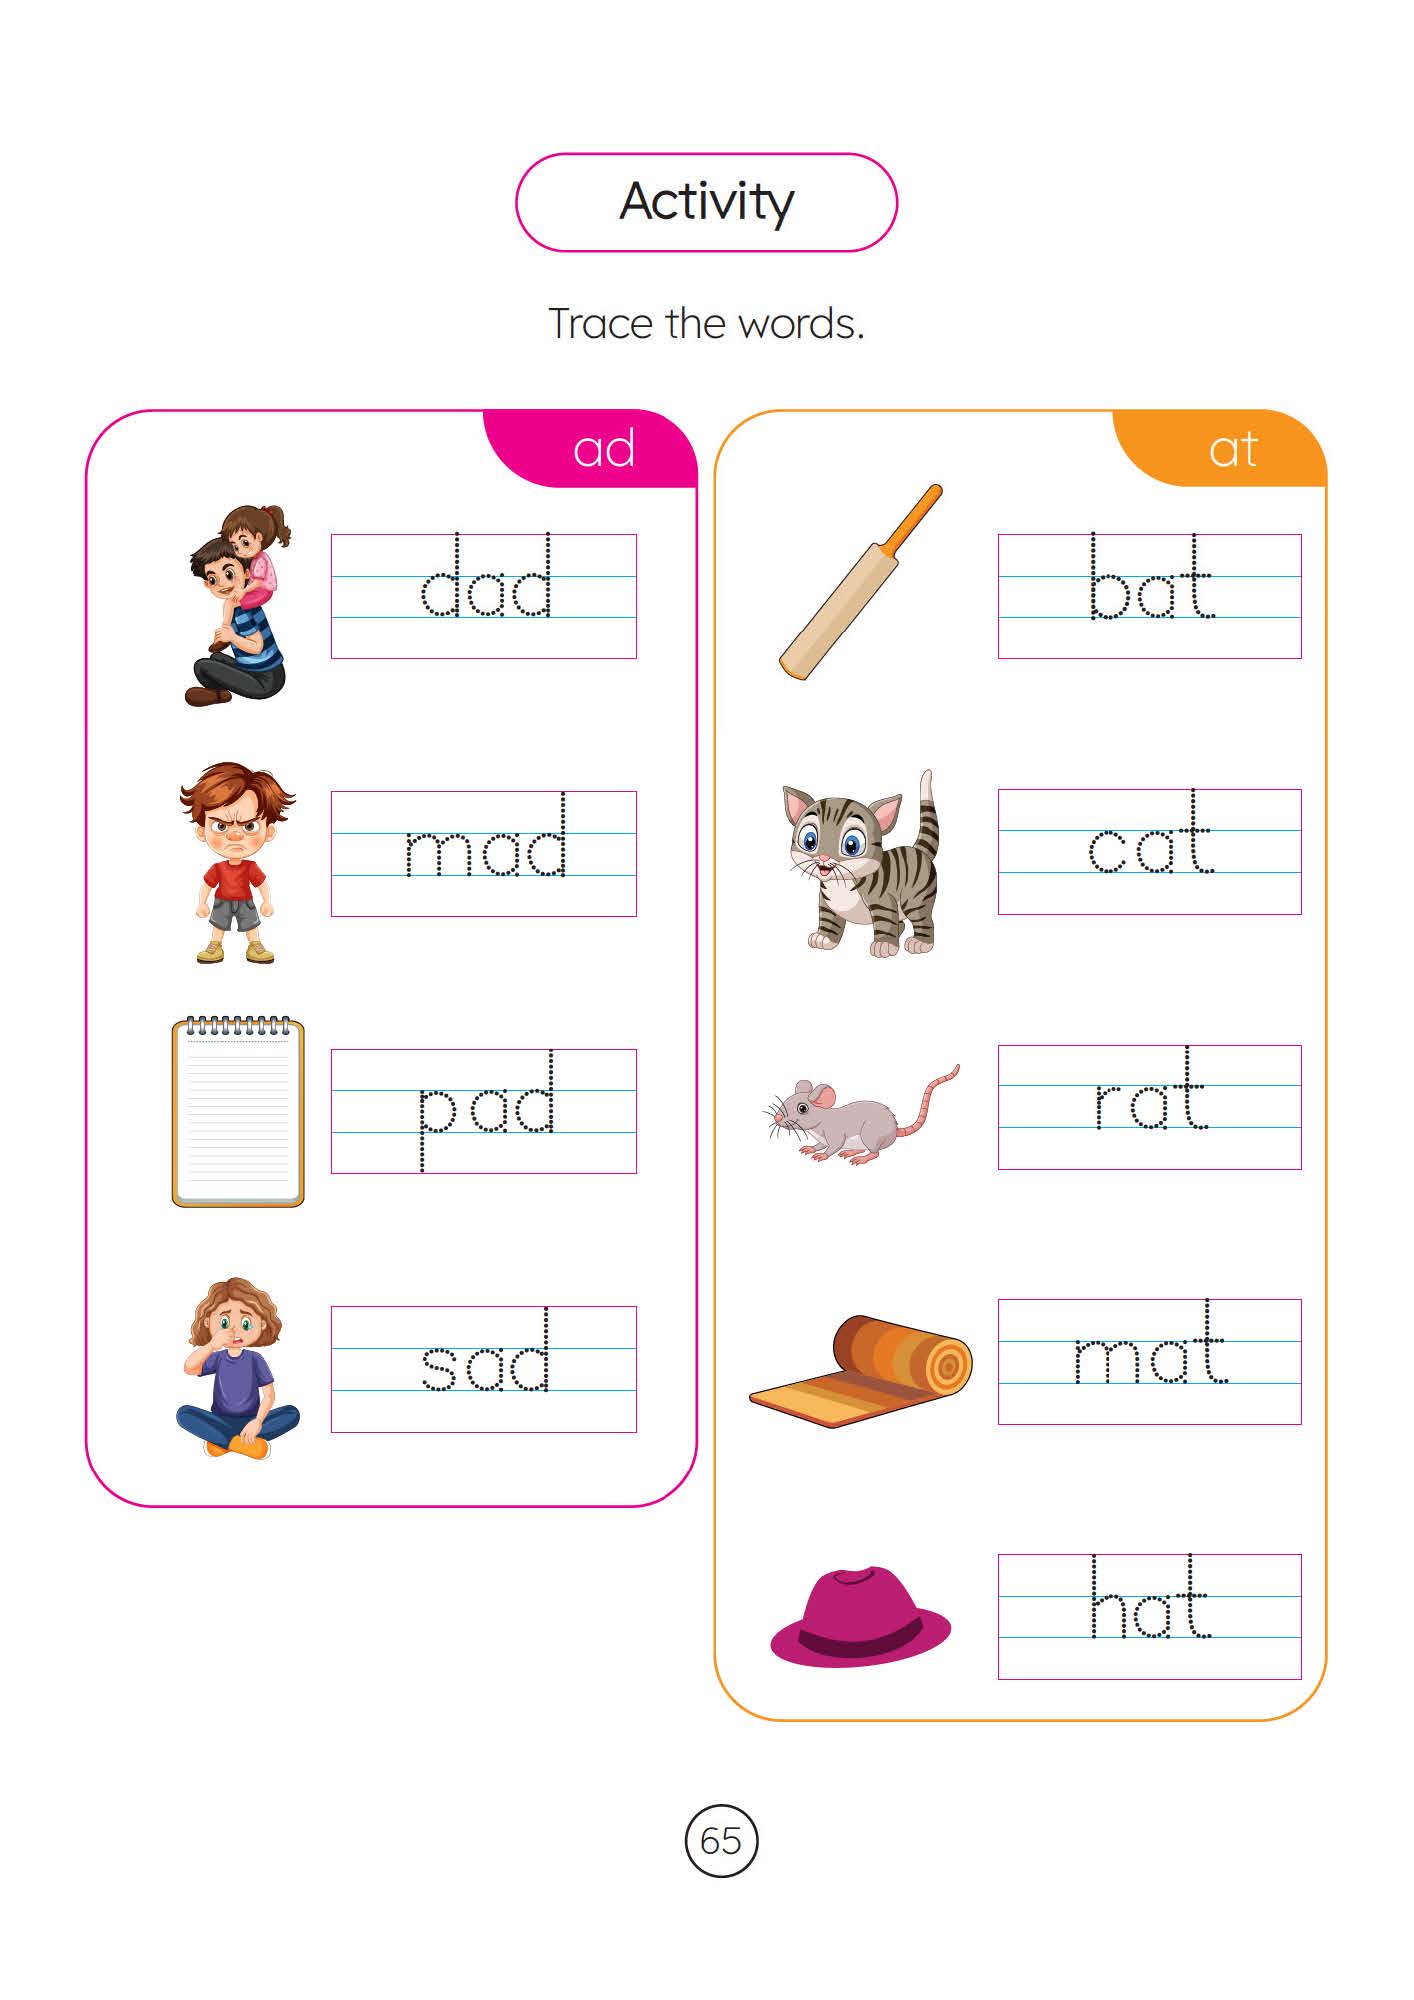 Activity
Trace the words.
ad
dad
mad
pad
sad
at
bat
cat
rat
mat
hat
65